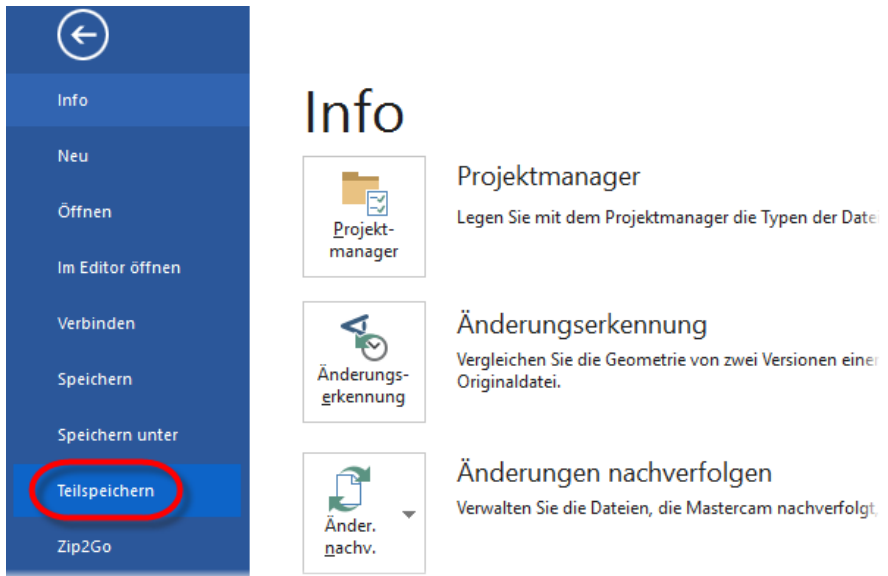 Info
Neu
Öffnen
Im Editor öffnen
Verbinden
Speichern
Speichern unter
Teilspeichern
Zip2Go
Info
Projekt-
manager
Projektmanager
Legen Sie mit dem Projektmanager die Typen der Date
Änderungs-
erkennung
Änderungserkennung
Vergleichen Sie die Geometrie von zwei Versionen einer
Originaldatei.
Änder.
nachv.
Änderungen nachverfolgen
Verwalten Sie die Dateien, die Mastercam nachverfolgt,